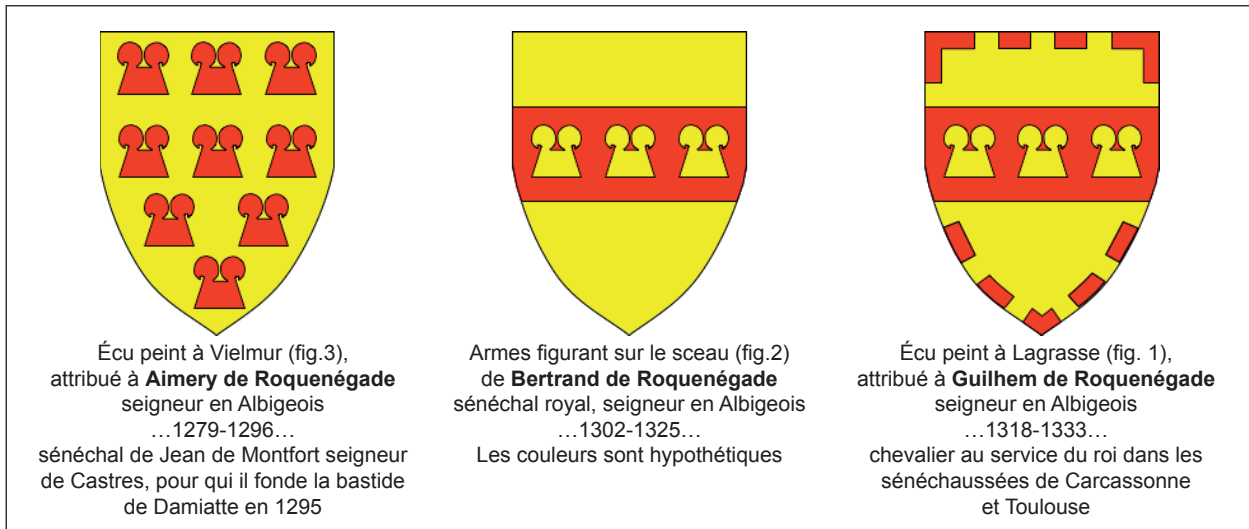 Écu peint à Vielmur (fig.3),
attribué à Aimery de Roquenégade
seigneur en Albigeois
…1279-1296…
sénéchal de Jean de Montfort seigneur
de Castres, pour qui il fonde la bastide
de Damiatte en 1295
Armes figurant sur le sceau (fig.2)
de Bertrand de Roquenégade
sénéchal royal, seigneur en Albigeois
…1302-1325…
Les couleurs sont hypothétiques
Écu peint à Lagrasse (fig. 1),
attribué à Guilhem de Roquenégade
seigneur en Albigeois
…1318-1333…
chevalier au service du roi dans les
sénéchaussées de Carcassonne
et Toulouse